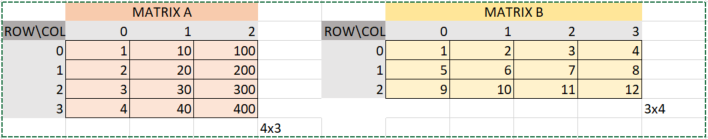 MATRIX A MATRIX B
ROW\COL 0 1 2 ROW\COL 0 1 2 3
0 1 10 100 0 1 2 3 4
1 2 20 200 1 5 6 7 8
2 3 30 300 2 9 10 11 12
3 4 40 400 3x4
4x3